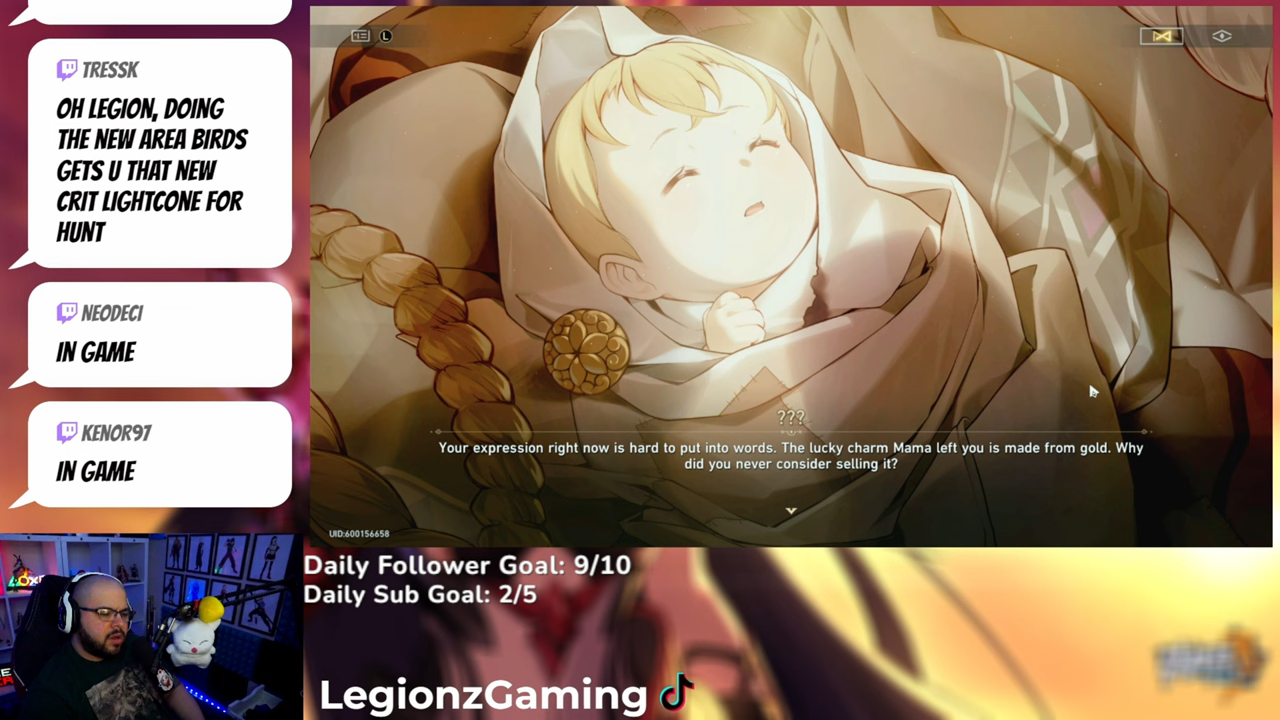 TRESSK
OH LEGION, DOING
THE NEW AREA BIRDS
GETS U THAT NEW
CRIT LIGHTCONE FOR
HUNT
NEODECI
IN GAME
KENOR97
IN GAME
L
???
Your expression right now is hard to put into words. The lucky charm Mama left you is made from gold. Why
did you never consider selling it?
UID:600156658
Daily Follower Goal: 9/10
Daily Sub Goal: 2/5
LegionzGaming